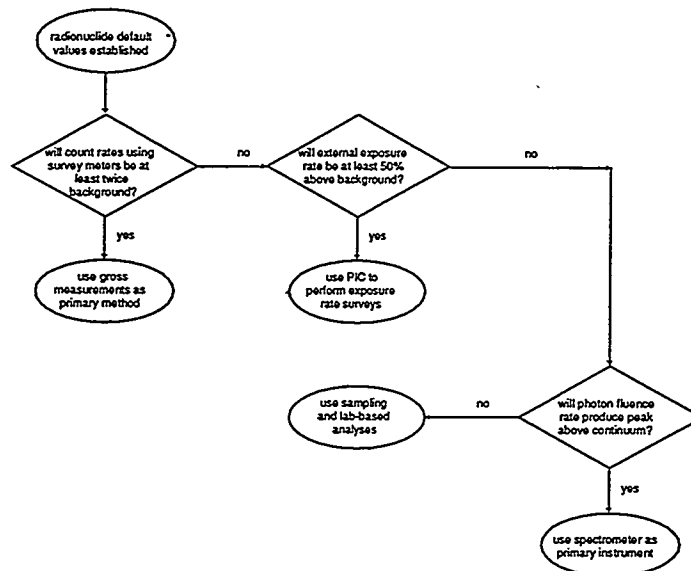 radionuclide default
values established
will count rates using
survey meters be at
least twice
background?
no
will external exposure
rate be at least 50%
above background?
no
yes
yes
use gross
measurements as
primary method
use PIC to
perform exposure
rate surveys
use sampling
and lab-based
analyses
no
will photon fluence
rate produce peak
above continuum?
yes
use spectrometer as
primary instrument